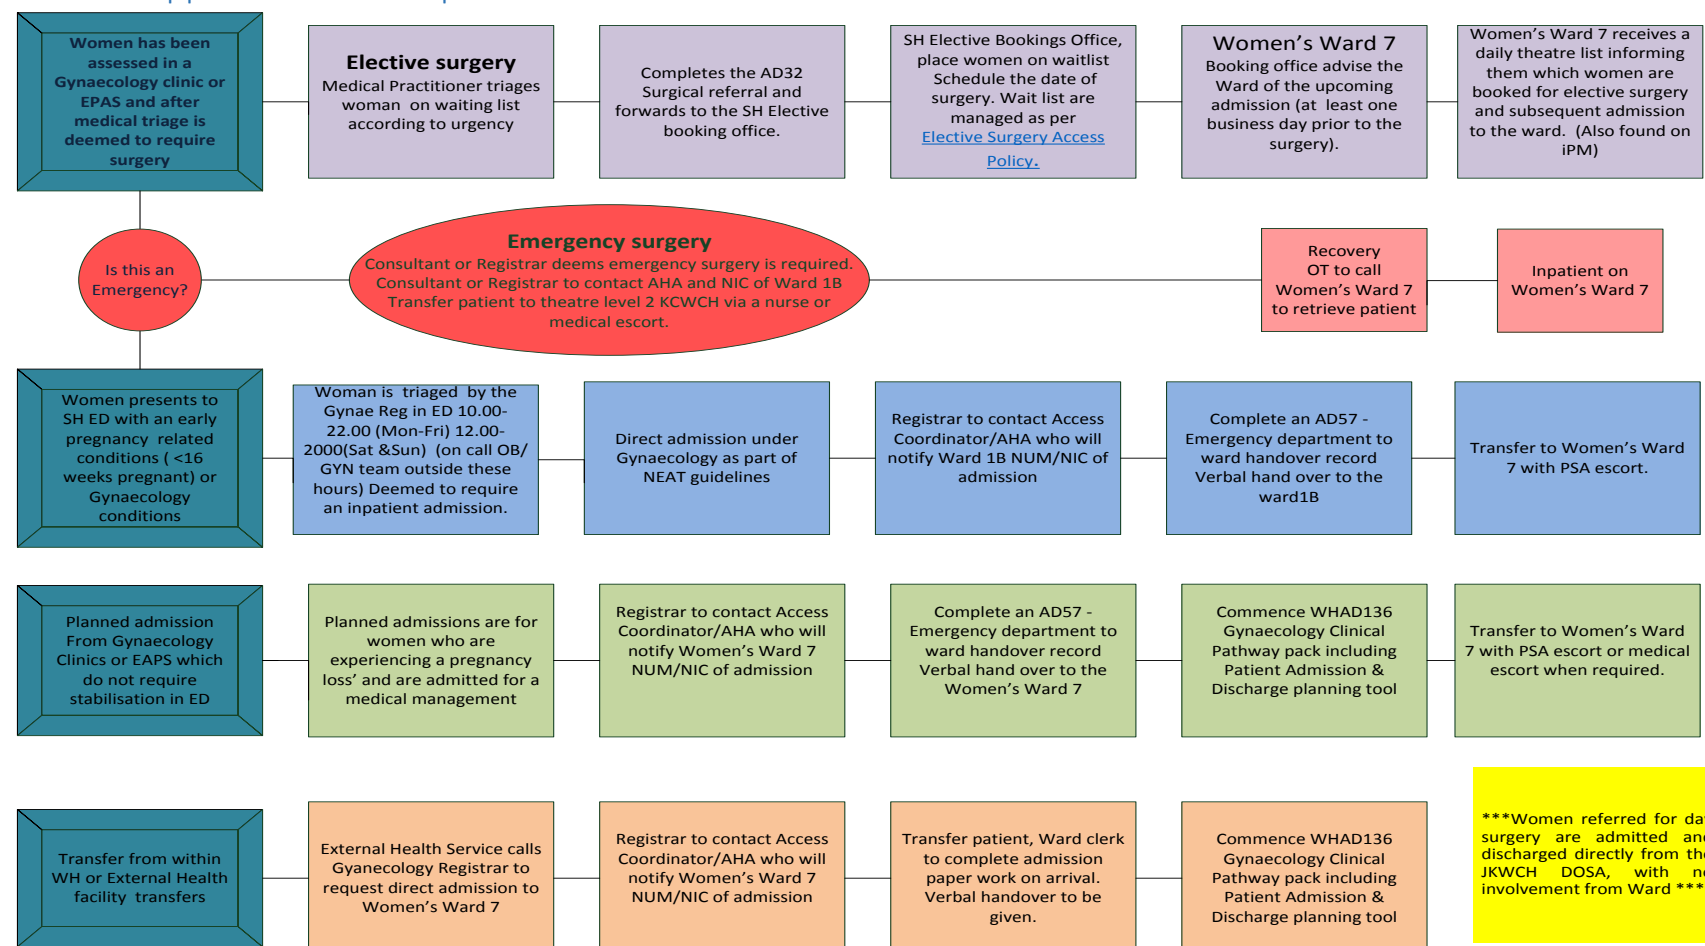 Women has been
assessed in a
Gynaecology clinic or
EPAS and after
medical triage is
deemed to require
surgery
Elective surgery
Medical Practitioner triages
woman on waiting list
according to urgency
Completes the AD32
Surgical referral and
forwards to the SH Elective
booking office.
SH Elective Bookings Office,
place women on waitlist
Schedule the date of
surgery. Wait list are
managed as per
Elective Surgery Access
Policy.
Women's Ward 7
Booking office advise the
Ward of the upcoming
admission (at least one
business day prior to the
surgery).
Women's Ward 7 receives a
daily theatre list informing
them which women are
booked for elective surgery
and subsequent admission
to the ward. (Also found on
iPM)
Is this an
Emergency?
Emergency surgery
Consultant or Registrar deems emergency surgery is required.
Consultant or Registrar to contact AHA and NIC of Ward 1B
Transfer patient to theatre level 2 KCWCH via a nurse or
medical escort.
Recovery
OT to call
Women's Ward 7
to retrieve patient
Inpatient on
Women's Ward 7
Women presents to
SH ED with an early
pregnancy related
conditions ( <16
weeks pregnant) or
Gynaecology
conditions
Woman is triaged by the
Gynae Reg in ED 10.00-
22.00 (Mon-Fri) 12.00-
2000(Sat &Sun) (on call OB/
GYN team outside these
hours) Deemed to require
an inpatient admission.
Direct admission under
Gynaecology as part of
NEAT guidelines
Registrar to contact Access
Coordinator/AHA who will
notify Ward 1B NUM/NIC of
admission
Complete an AD57 -
Emergency department to
ward handover record
Verbal hand over to the
ward1B
Transfer to Women's Ward
7 with PSA escort.
Planned admission
From Gynaecology
Clinics or EAPS which
do not require
stabilisation in ED
Planned admissions are for
women who are
experiencing a pregnancy
loss' and are admitted for a
medical management
Registrar to contact Access
Coordinator/AHA who will
notify Women's Ward 7
NUM/NIC of admission
Complete an AD57 -
Emergency department to
ward handover record
Verbal hand over to the
Women's Ward 7
Commence WHAD136
Gynaecology Clinical
Pathway pack including
Patient Admission &
Discharge planning tool
Transfer to Women's Ward
7 with PSA escort or medical
escort when required.
Transfer from within
WH or External Health
facility transfers
External Health Service calls
Gyanecology Registrar to
request direct admission to
Women's Ward 7
Registrar to contact Access
Coordinator/AHA who will
notify Women's Ward 7
NUM/NIC of admission
Transfer patient, Ward clerk
to complete admission
paper work on arrival.
Verbal handover to be
given.
Commence WHAD136
Gynaecology Clinical
Pathway pack including
Patient Admission &
Discharge planning tool
***Women referred for day
surgery are admitted and
discharged directly from the
JKWCH DOSA, with no
involvement from Ward ***